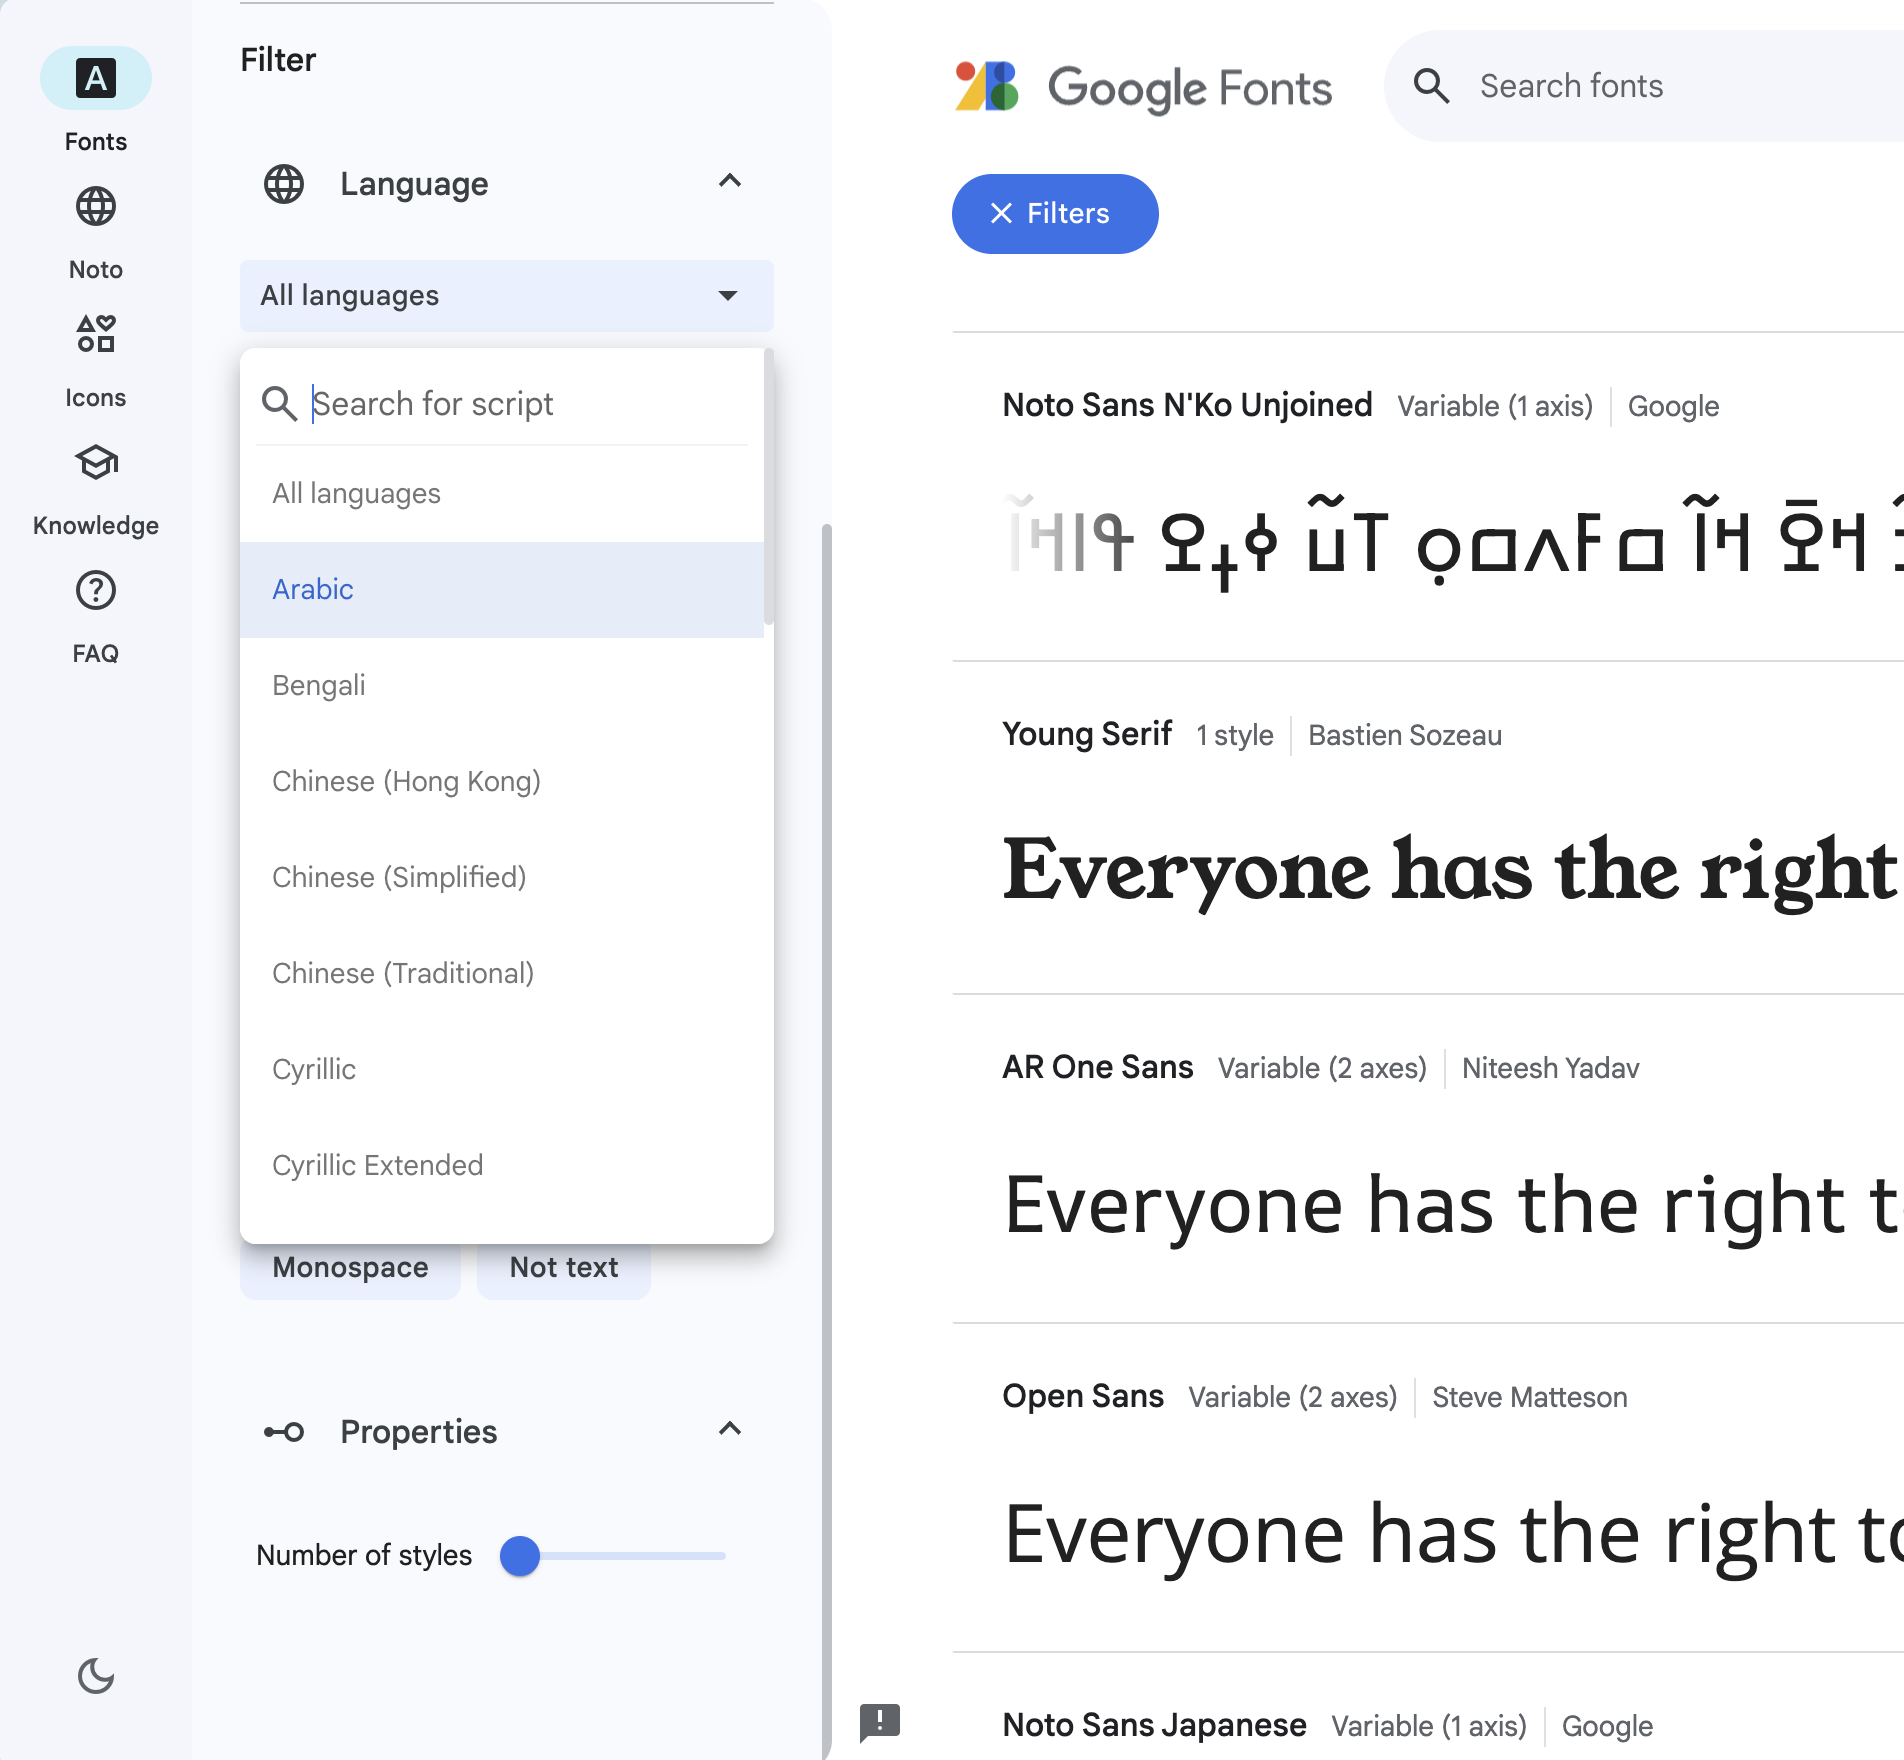 A
Fonts
Noto
Icons
Knowledge
FAQ
Filter
Language
All languages
Search for script
All languages
Arabic
Bengali
Chinese (Hong Kong)
Chinese (Simplified)
Chinese (Traditional)
Cyrillic
Cyrillic Extended
Monospace Not text
Properties
Number of styles
Google Fonts
Search fonts
Filters
Noto Sans N'Ko Unjoined Variable (1 axis) Google
Young Serif 1 style Bastien Sozeau
Everyone has the right
AR One Sans Variable (2 axes) Niteesh Yadav
Everyone has the right t
Open Sans Variable (2 axes) Steve Matteson
Everyone has the right to
Noto Sans Japanese Variable (1 axis) Google